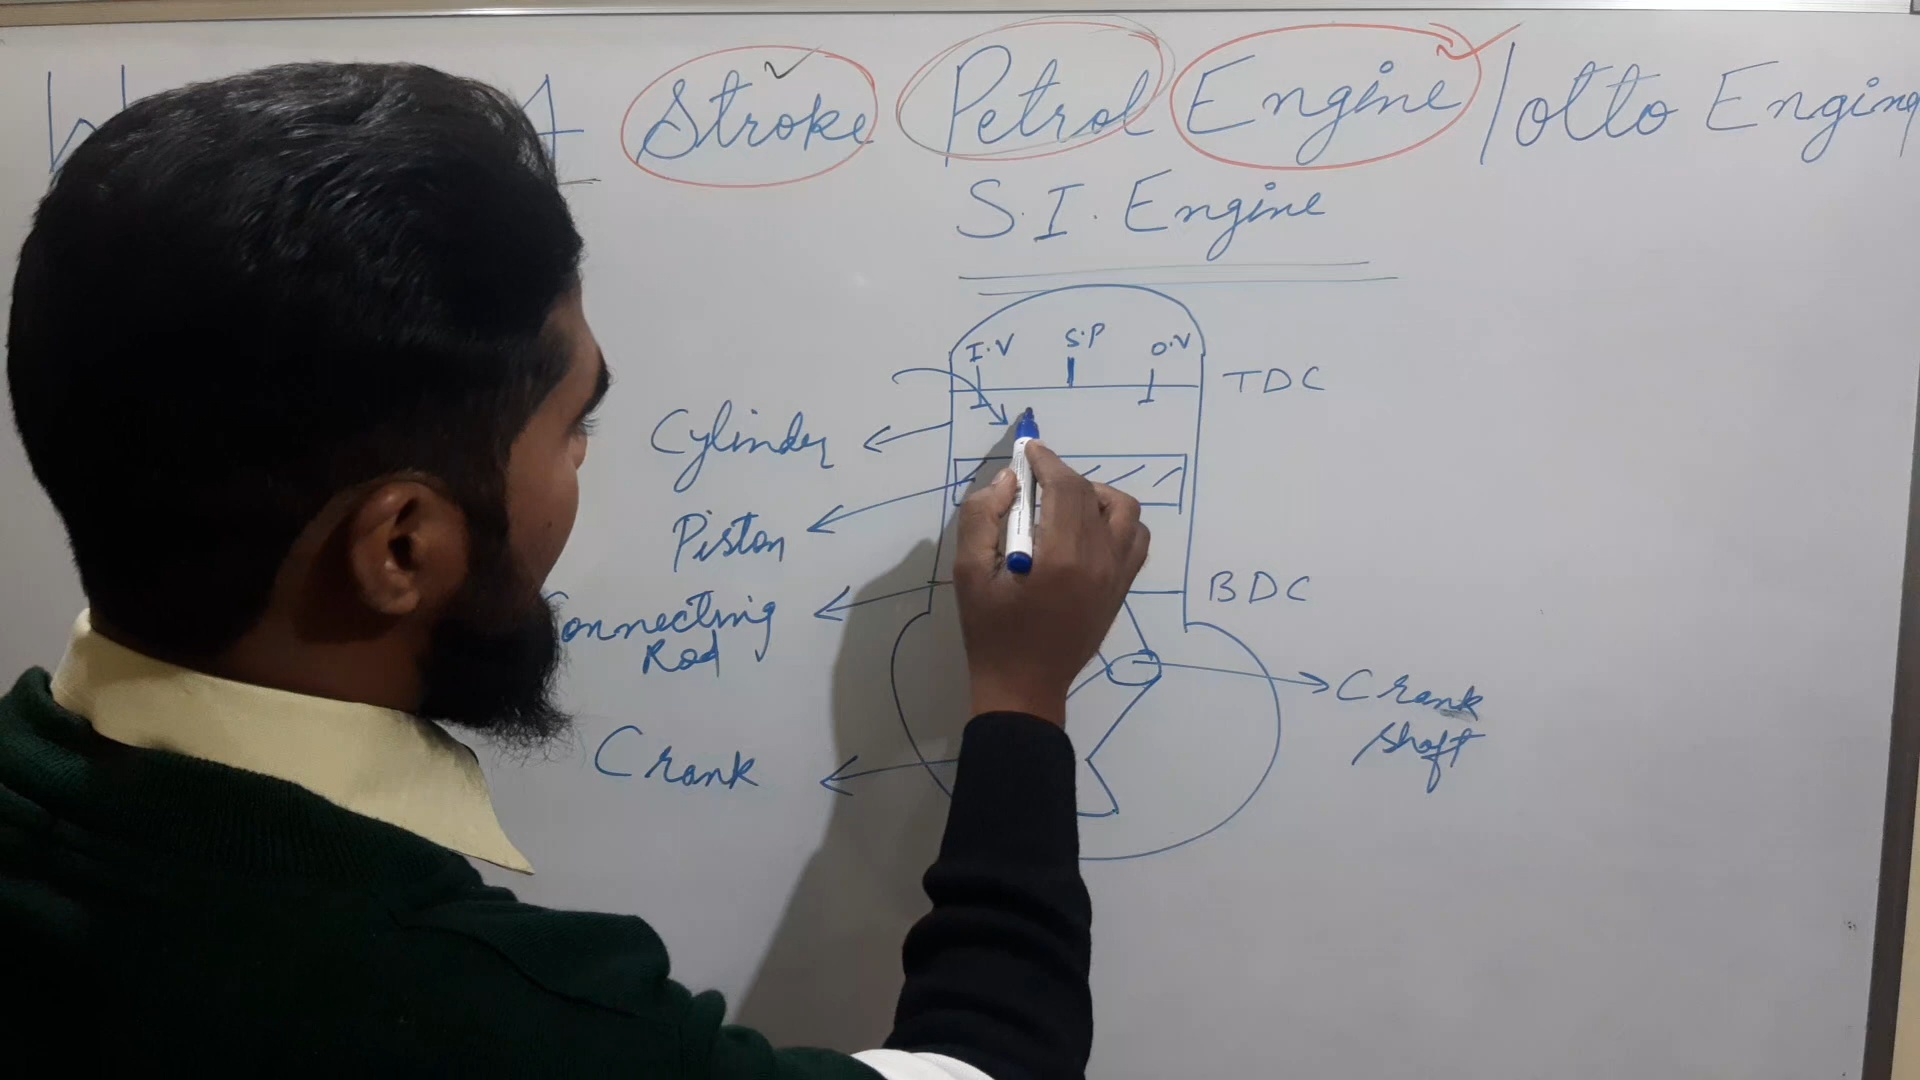 4 Stroke Petrol Engine / otto Engine
S.I. Engine
I.V S.P O.V
TDC
Cylinder
Piston
BDC
Connecting
Rod
Crank
shaft
Crank